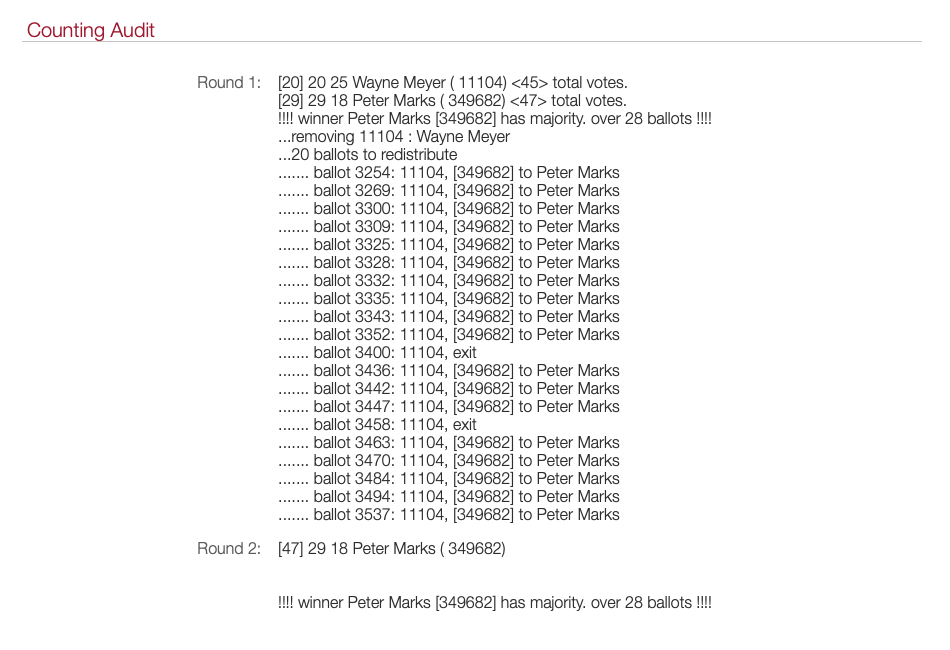 Counting Audit
Round 1: [20] 20 25 Wayne Meyer ( 11104) <45> total votes.
[29] 29 18 Peter Marks ( 349682) <47> total votes.
!!!! winner Peter Marks [349682] has majority. over 28 ballots !!!!
...removing 11104 : Wayne Meyer
...20 ballots to redistribute
....... ballot 3254: 11104, [349682] to Peter Marks
....... ballot 3269: 11104, [349682] to Peter Marks
....... ballot 3300: 11104, [349682] to Peter Marks
....... ballot 3309: 11104, [349682] to Peter Marks
....... ballot 3325: 11104, [349682] to Peter Marks
....... ballot 3328: 11104, [349682] to Peter Marks
....... ballot 3332: 11104, [349682] to Peter Marks
....... ballot 3335: 11104, [349682] to Peter Marks
....... ballot 3343: 11104, [349682] to Peter Marks
....... ballot 3352: 11104, [349682] to Peter Marks
....... ballot 3400: 11104, exit
....... ballot 3436: 11104, [349682] to Peter Marks
....... ballot 3442: 11104, [349682] to Peter Marks
....... ballot 3447: 11104, [349682] to Peter Marks
....... ballot 3458: 11104, exit
....... ballot 3463: 11104, [349682] to Peter Marks
....... ballot 3470: 11104, [349682] to Peter Marks
....... ballot 3484: 11104, [349682] to Peter Marks
....... ballot 3494: 11104, [349682] to Peter Marks
....... ballot 3537: 11104, [349682] to Peter Marks
Round 2: [47] 29 18 Peter Marks ( 349682)
!!!! winner Peter Marks [349682] has majority. over 28 ballots !!!!